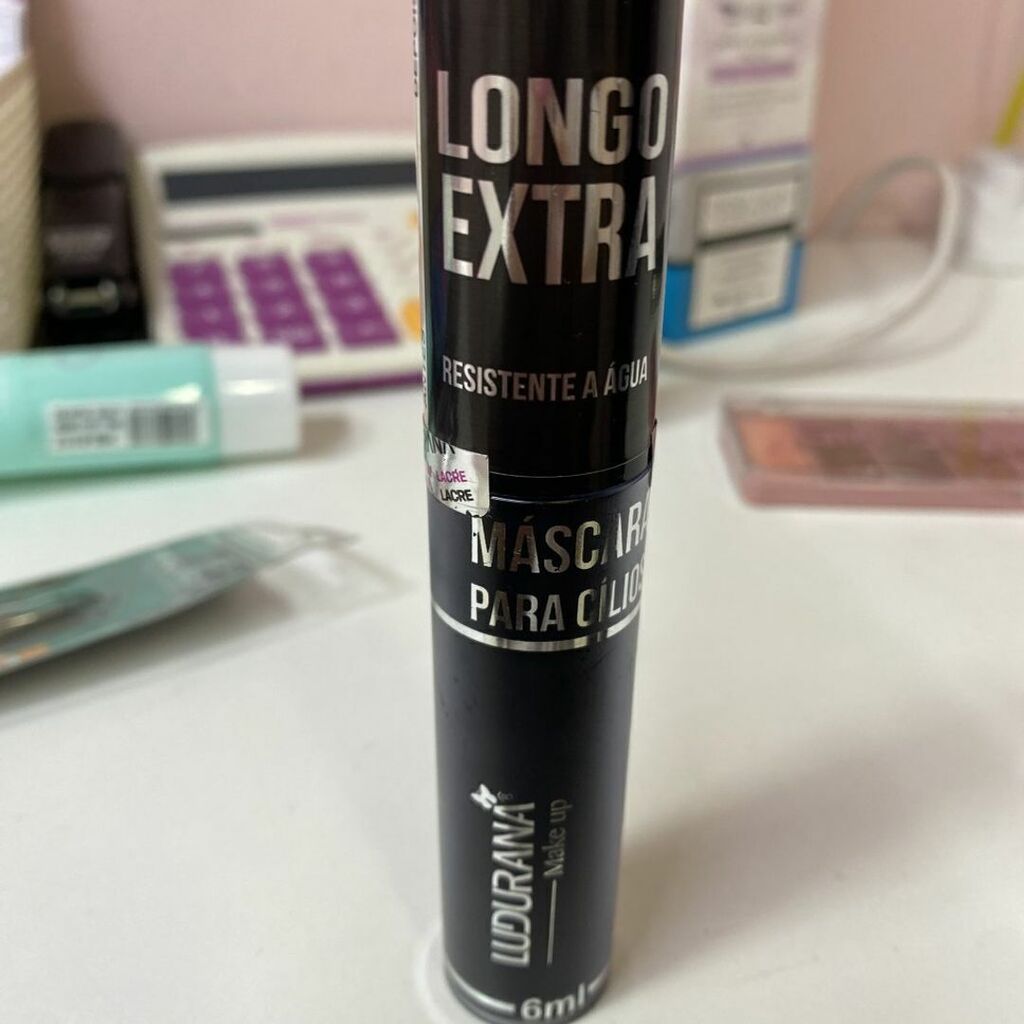 LONGO
EXTRA
RESISTENTE A ÁGUA
LACRE
LACRE
MÁSCARA
PARA CÍLIOS
LUDURANA
Make up
6ml